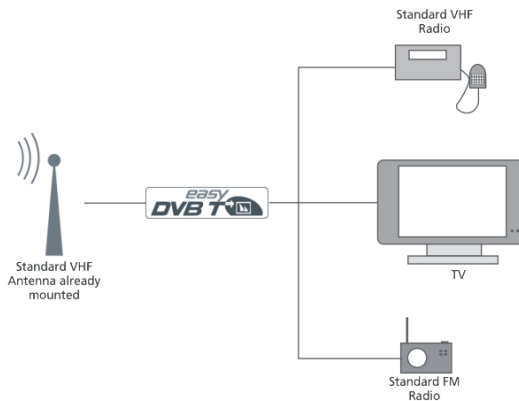 Standard VHF
Radio
easy
DVB T
TV
Standard VHF
Antenna already
mounted
Standard FM
Radio